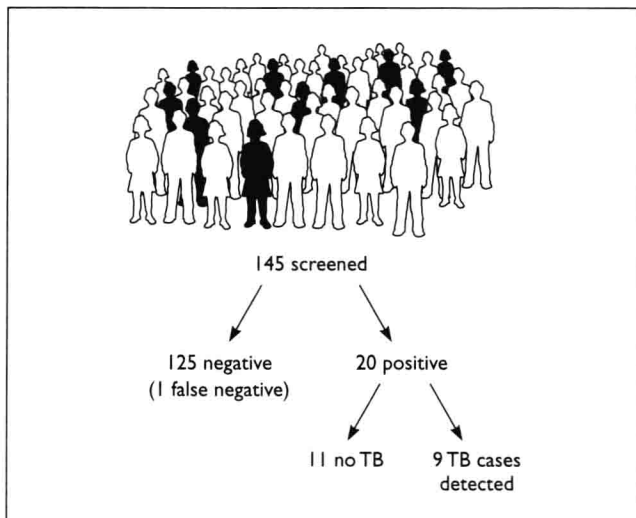 145 screened
125 negative
(1 false negative)
20 positive
11 no TB
9 TB cases
detected